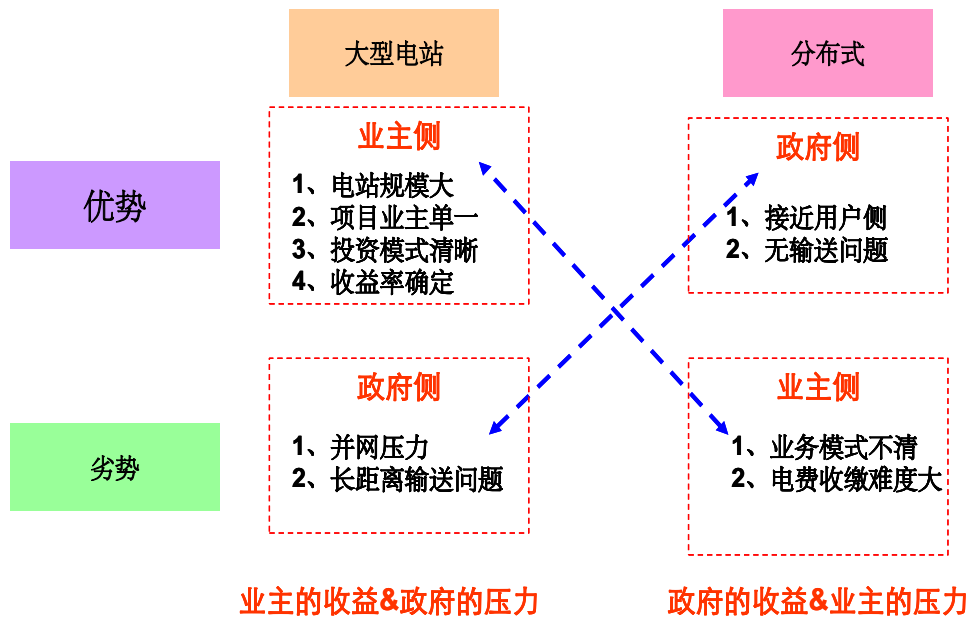 大型电站
分布式
优势
业主侧
1、电站规模大
2、项目业主单一
3、投资模式清晰
4、收益率确定
政府侧
1、接近用户侧
2、无输送问题
劣势
政府侧
1、并网压力
2、长距离输送问题
业主侧
1、业务模式不清
2、电费收缴难度大
业主的收益&政府的压力
政府的收益&业主的压力